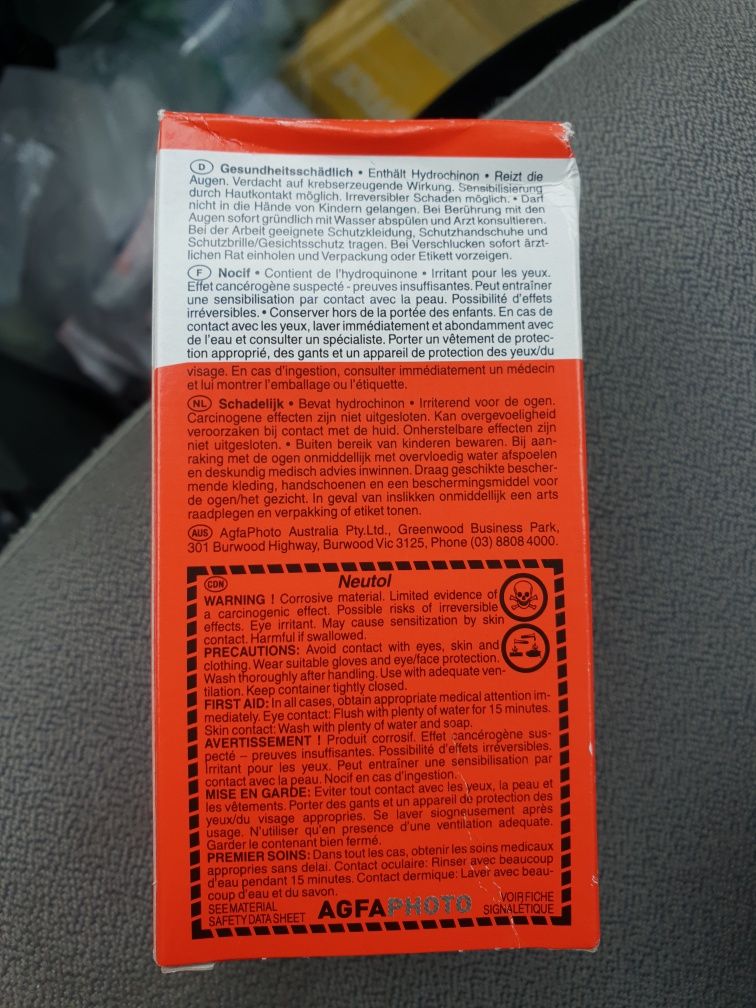 D Gesundheitsschädlich • Enthält Hydrochinon • Reizt die
Augen. Verdacht auf krebserzeugende Wirkung. Sensibilisierung
durch Hautkontakt möglich. Irreversibler Schaden möglich. • Darf
nicht in die Hände von Kindern gelangen. Bei Berührung mit den
Augen sofort gründlich mit Wasser abspülen und Arzt konsultieren.
Bei der Arbeit geeignete Schutzkleidung, Schutzhandschuhe und
Schutzbrille/Gesichtsschutz tragen. Bei Verschlucken sofort ärzt-
lichen Rat einholen und Verpackung oder Etikett vorzeigen.
F Nocif • Contient de l'hydroquinone • Irritant pour les yeux.
Effet cancérogène suspecté - preuves insuffisantes. Peut entraîner
une sensibilisation par contact avec la peau. Possibilité d'effets
irréversibles. • Conserver hors de la portée des enfants. En cas de
contact avec les yeux, laver immédiatement et abondamment avec
de l'eau et consulter un spécialiste. Porter un vêtement de protec-
tion approprié, des gants et un appareil de protection des yeux/du
visage. En cas d'ingestion, consulter immédiatement un médecin
et lui montrer l'emballage ou l'étiquette.
NL Schadelijk • Bevat hydrochinon • Irriterend voor de ogen.
Carcinogene effecten zijn niet uitgesloten. Kan overgevoeligheid
veroorzaken bij contact met de huid. Onherstelbare effecten zijn
niet uitgesloten. • Buiten bereik van kinderen bewaren. Bij aan-
raking met de ogen onmiddellijk met overvloedig water afspoelen
en deskundig medisch advies inwinnen. Draag geschikte bescher-
mende kleding, handschoenen en een beschermingsmiddel voor
de ogen/het gezicht. In geval van inslikken onmiddellijk een arts
raadplegen en verpakking of etiket tonen.
AUS AgfaPhoto Australia Pty.Ltd., Greenwood Business Park,
301 Burwood Highway, Burwood Vic 3125, Phone (03) 8808 4000.
CDN Neutol
WARNING ! Corrosive material. Limited evidence of
a carcinogenic effect. Possible risks of irreversible
effects. Eye irritant. May cause sensitization by skin
contact. Harmful if swallowed.
PRECAUTIONS: Avoid contact with eyes, skin and
clothing. Wear suitable gloves and eye/face protection.
Wash thoroughly after handling. Use with adequate ven-
tilation. Keep container tightly closed.
FIRST AID: In all cases, obtain appropriate medical attention im-
mediately. Eye contact: Flush with plenty of water for 15 minutes.
Skin contact: Wash with plenty of water and soap.
AVERTISSEMENT ! Produit corrosif. Effet cancérogène sus-
pecté – preuves insuffisantes. Possibilité d'effets irréversibles.
Irritant pour les yeux. Peut entraîner une sensibilisation par
contact avec la peau. Nocif en cas d'ingestion.
MISE EN GARDE: Eviter tout contact avec les yeux, la peau et
les vêtements. Porter des gants et un appareil de protection des
yeux/du visage appropries. Se laver siogneusement après
usage. N'utiliser qu'en presence d'une ventilation adequate.
Garder le contenant bien fermé.
PREMIER SOINS: Dans tout les cas, obtenir les soins medicaux
appropries sans delai. Contact oculaire: Rinser avec beaucoup
d'eau pendant 15 minutes. Contact dermique: Laver avec beau-
coup d'eau et du savon.
SEE MATERIAL
SAFETY DATA SHEET
AGFAPHOTO
VOIR FICHE
SIGNALÉTIQUE